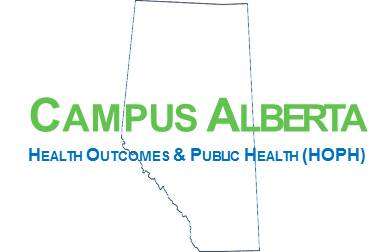 CAMPUS ALBERTA
HEALTH OUTCOMES & PUBLIC HEALTH (HOPH)